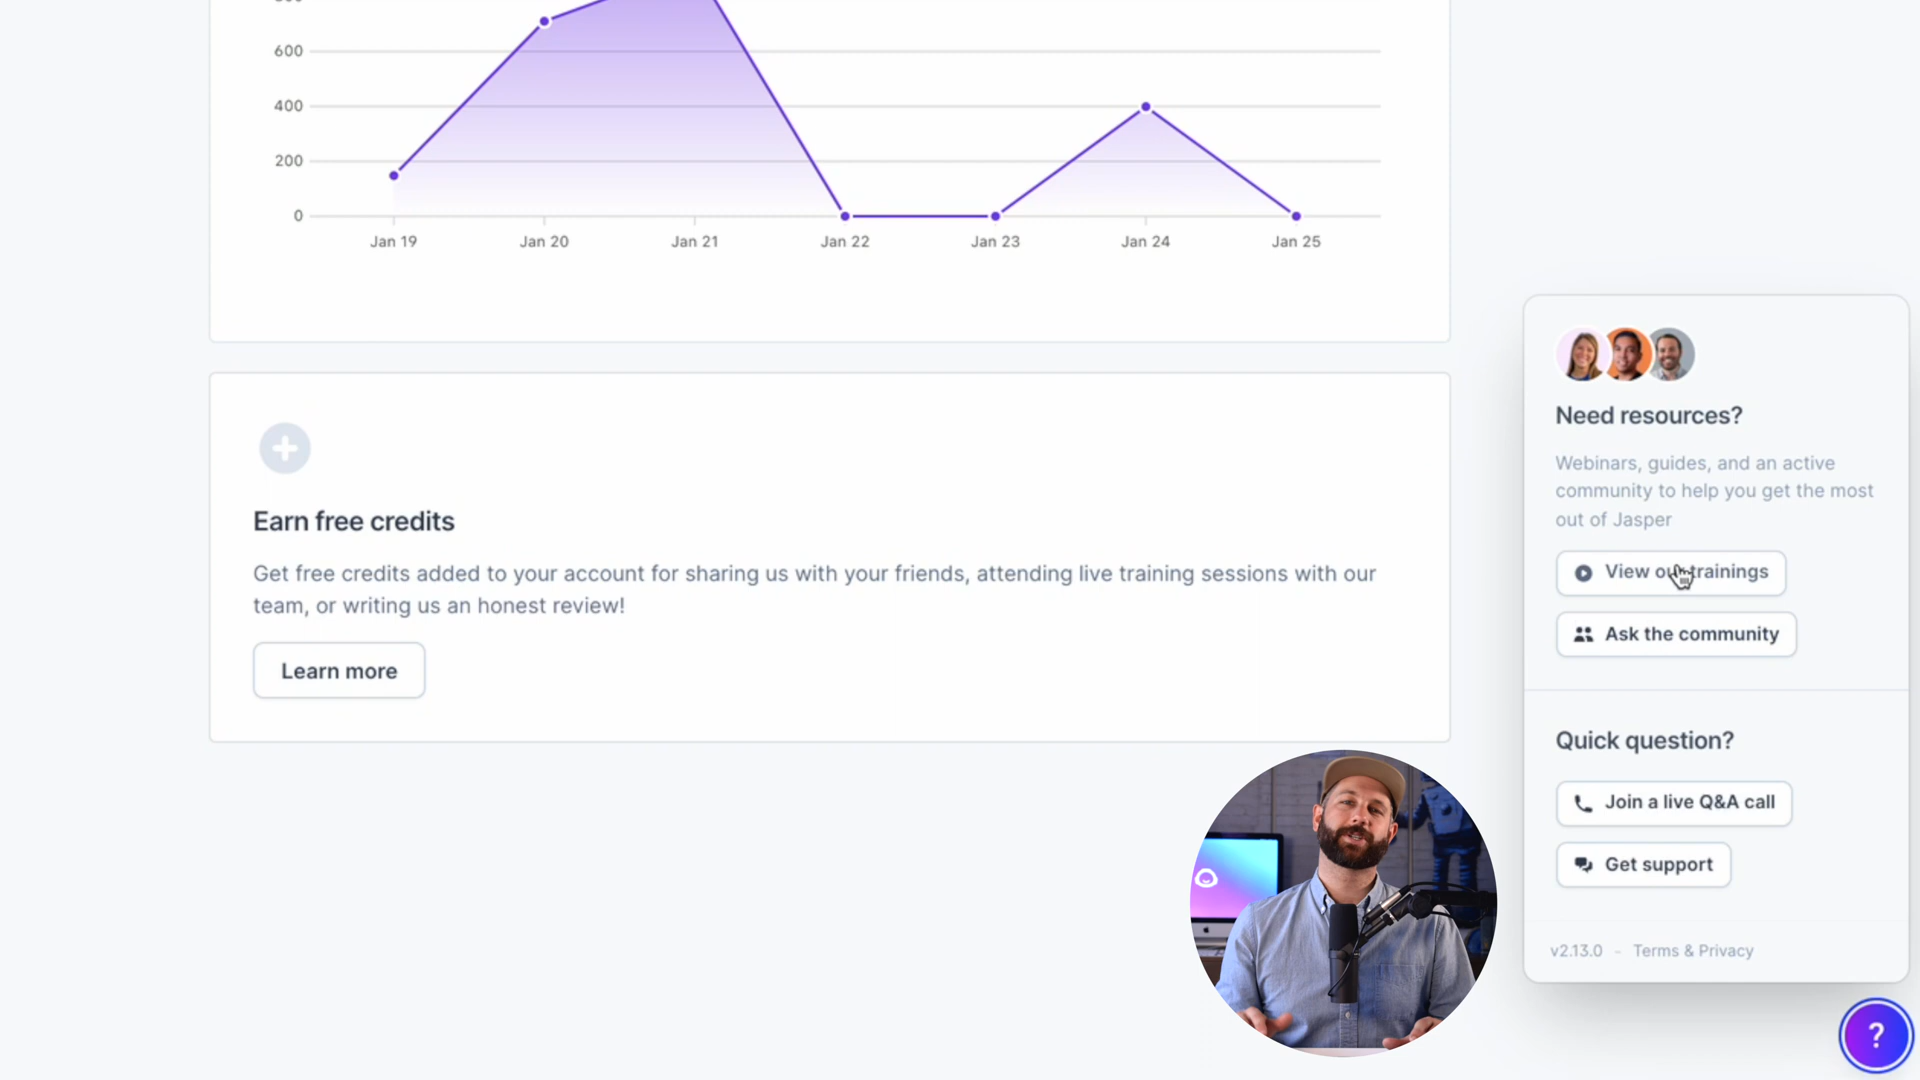 600
400
200
0
Jan 19
Jan 20
Jan 21
Jan 22
Jan 23
Jan 24
Jan 25
Earn free credits
Get free credits added to your account for sharing us with your friends, attending live training sessions with our
team, or writing us an honest review!
Learn more
Need resources?
Webinars, guides, and an active
community to help you get the most
out of Jasper
View trainings
Ask the community
Quick question?
Join a live Q&A call
Get support
v2.13.0 - Terms & Privacy
?